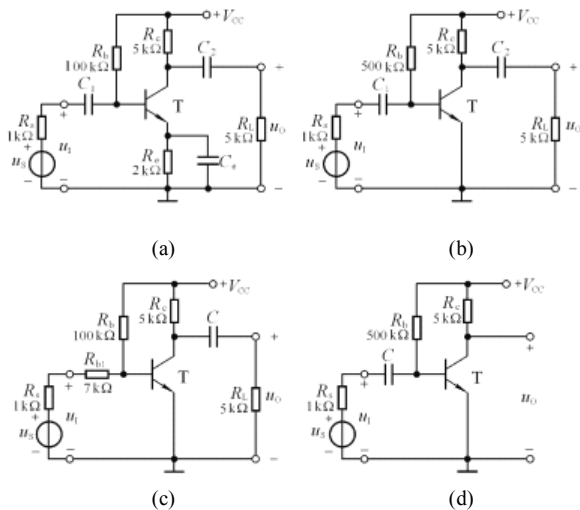 +V_CC
R_b
100 kΩ
R_c
5 kΩ
C_2
+
C_1
T
R_s
1 kΩ
+
+
u_I
u_S
−
−
R_e
2 kΩ
C_e
R_L
5 kΩ
u_O
−
(a)
+V_CC
R_b
500 kΩ
R_c
5 kΩ
C_2
+
C_1
T
R_s
1 kΩ
+
+
u_I
u_S
−
−
R_L
5 kΩ
u_O
−
(b)
+V_CC
R_b
100 kΩ
R_c
5 kΩ
C
+
R_b1
7 kΩ
T
R_s
1 kΩ
+
+
u_I
u_S
−
−
R_L
5 kΩ
u_O
−
(c)
+V_CC
R_b
500 kΩ
R_c
5 kΩ
+
C
T
R_s
1 kΩ
+
+
u_I
u_S
−
−
u_O
−
(d)